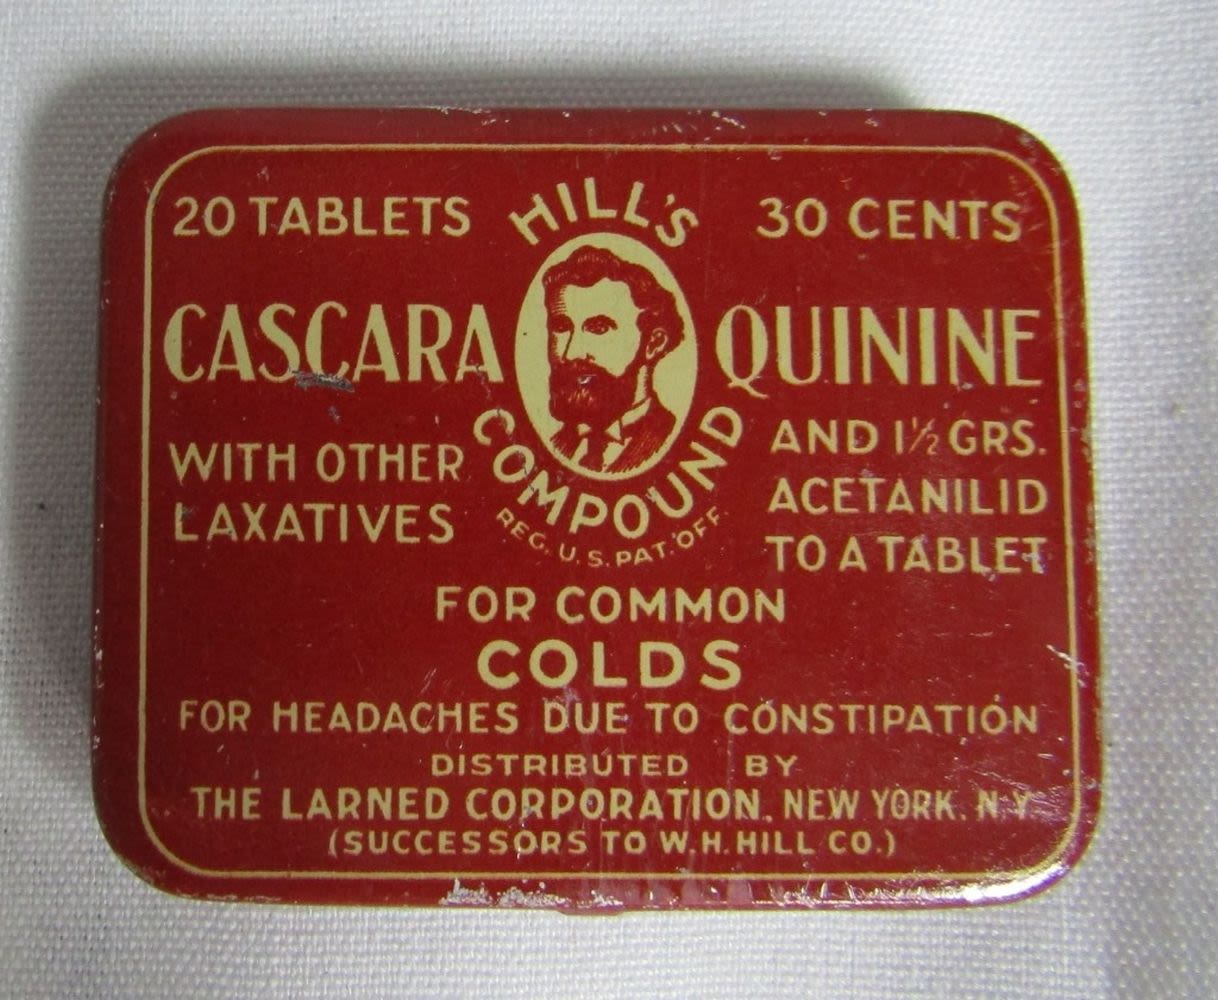 20 TABLETS HILL'S 30 CENTS
CASCARA QUININE
COMPOUND
REG. U.S. PAT. OFF.
WITH OTHER
LAXATIVES
AND 1½ GRS.
ACETANILID
TO A TABLET
FOR COMMON
COLDS
FOR HEADACHES DUE TO CONSTIPATION
DISTRIBUTED BY
THE LARNED CORPORATION, NEW YORK, N.Y.
(SUCCESSORS TO W.H. HILL CO.)